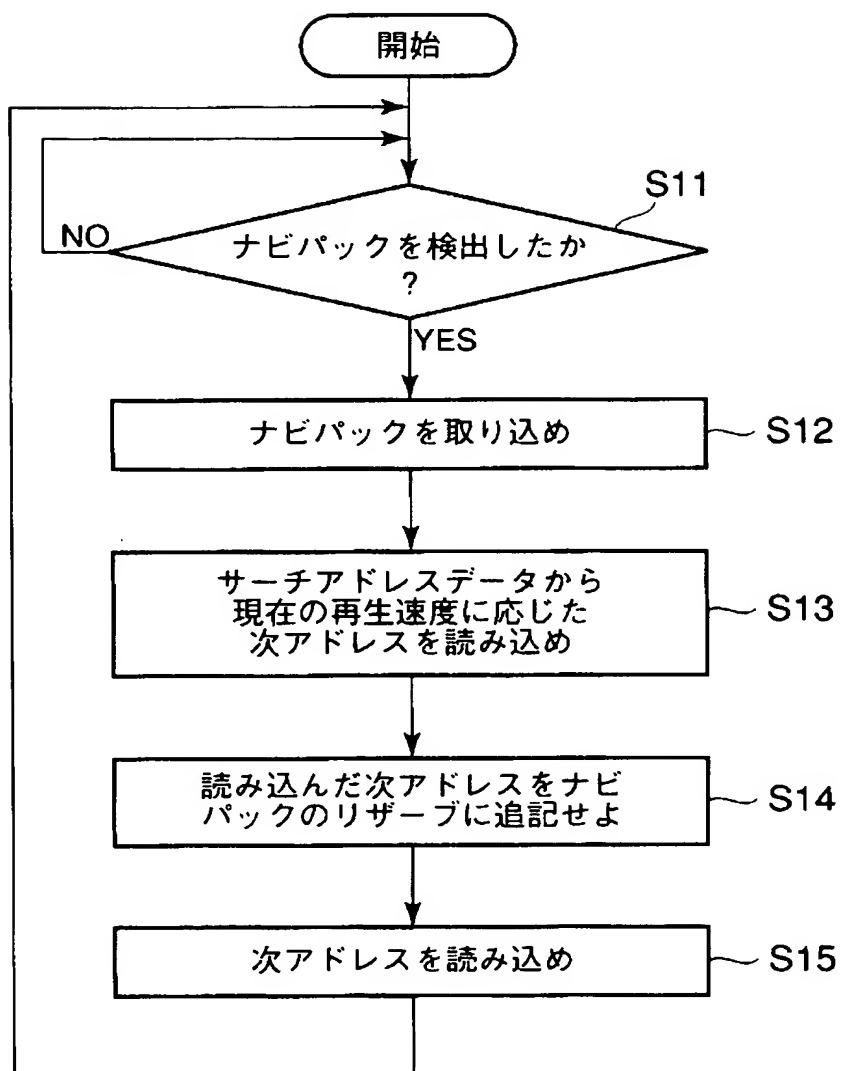 開始
S11
NO
ナビパックを検出したか
?
YES
ナビパックを取り込め
S12
サーチアドレスデータから
現在の再生速度に応じた
次アドレスを読み込め
S13
読み込んだ次アドレスをナビ
パックのリザーブに追記せよ
S14
次アドレスを読み込め
S15